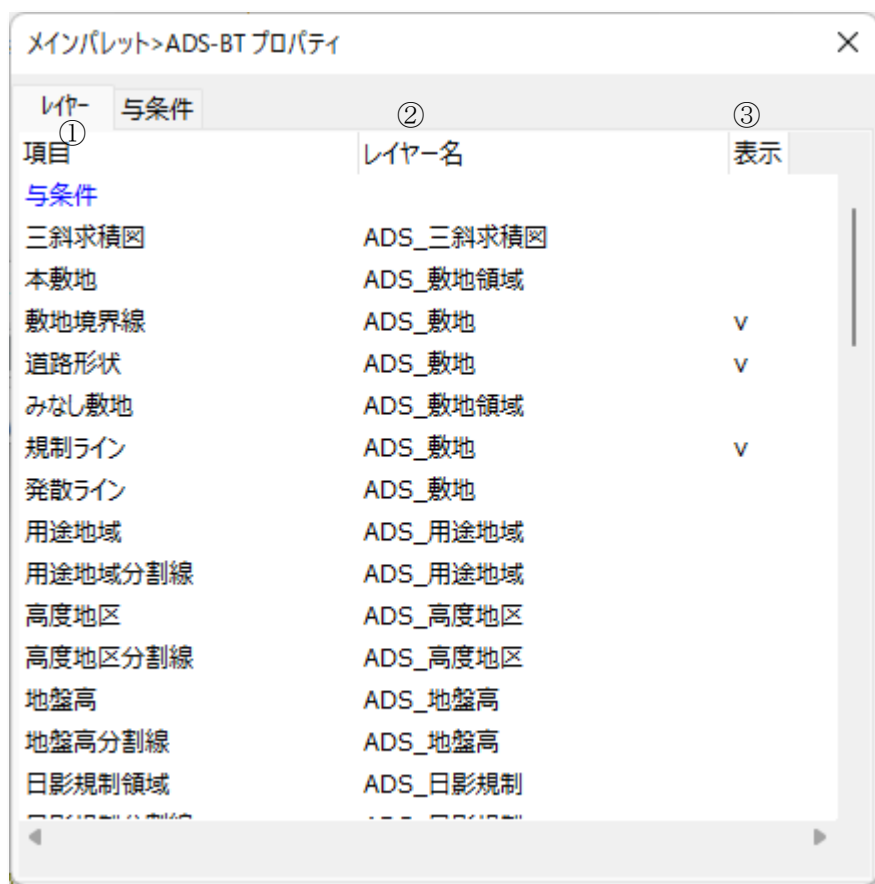 メインパレット>ADS-BT プロパティ
レイヤー 与条件
① ② ③
項目 レイヤー名 表示
与条件
三斜求積図 ADS_三斜求積図
本敷地 ADS_敷地領域
敷地境界線 ADS_敷地 v
道路形状 ADS_敷地 v
みなし敷地 ADS_敷地領域
規制ライン ADS_敷地 v
発散ライン ADS_敷地
用途地域 ADS_用途地域
用途地域分割線 ADS_用途地域
高度地区 ADS_高度地区
高度地区分割線 ADS_高度地区
地盤高 ADS_地盤高
地盤高分割線 ADS_地盤高
日影規制領域 ADS_日影規制